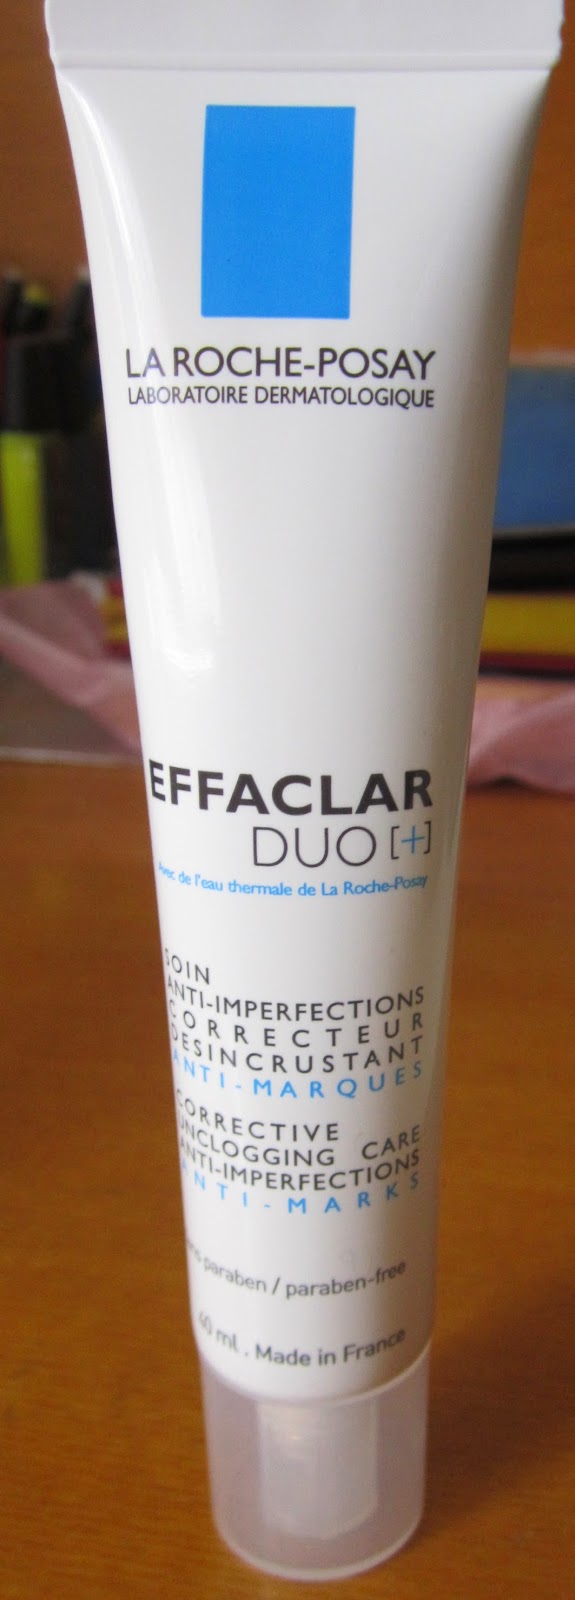 LA ROCHE-POSAY
LABORATOIRE DERMATOLOGIQUE
EFFACLAR
DUO [+]
Avec de l'eau thermale de La Roche-Posay
SOIN
ANTI-IMPERFECTIONS
CORRECTEUR
DESINCRUSTANT
ANTI-MARQUES
CORRECTIVE
UNCLOGGING CARE
ANTI-IMPERFECTIONS
ANTI-MARKS
sans paraben / paraben-free
40 ml . Made in France